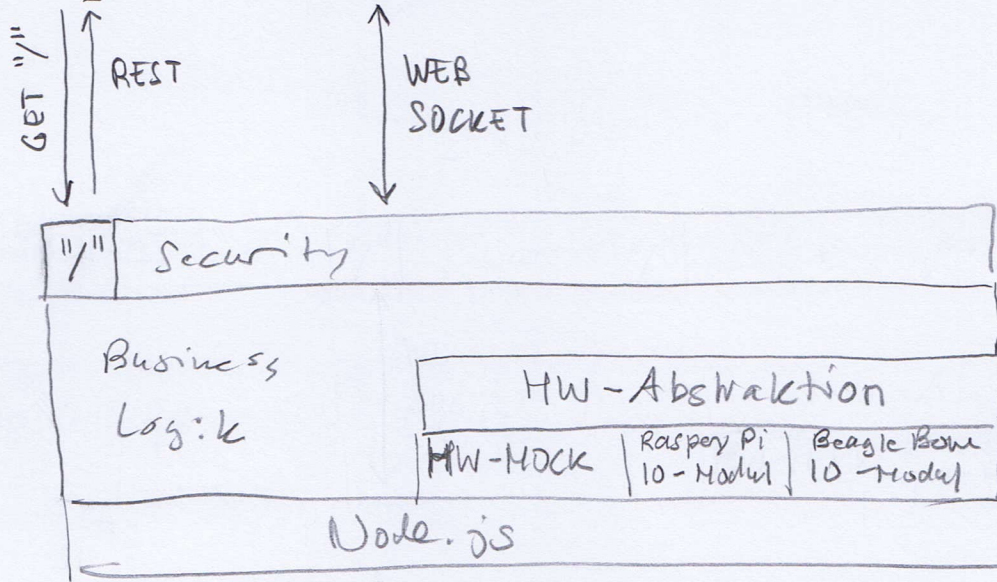 GET "/"
REST
WEB
SOCKET
"/"
Security
Business
Logik
HW-Abstraktion
HW-MOCK
Raspery Pi
IO-Modul
Beagle Bone
IO-Modul
Node.js